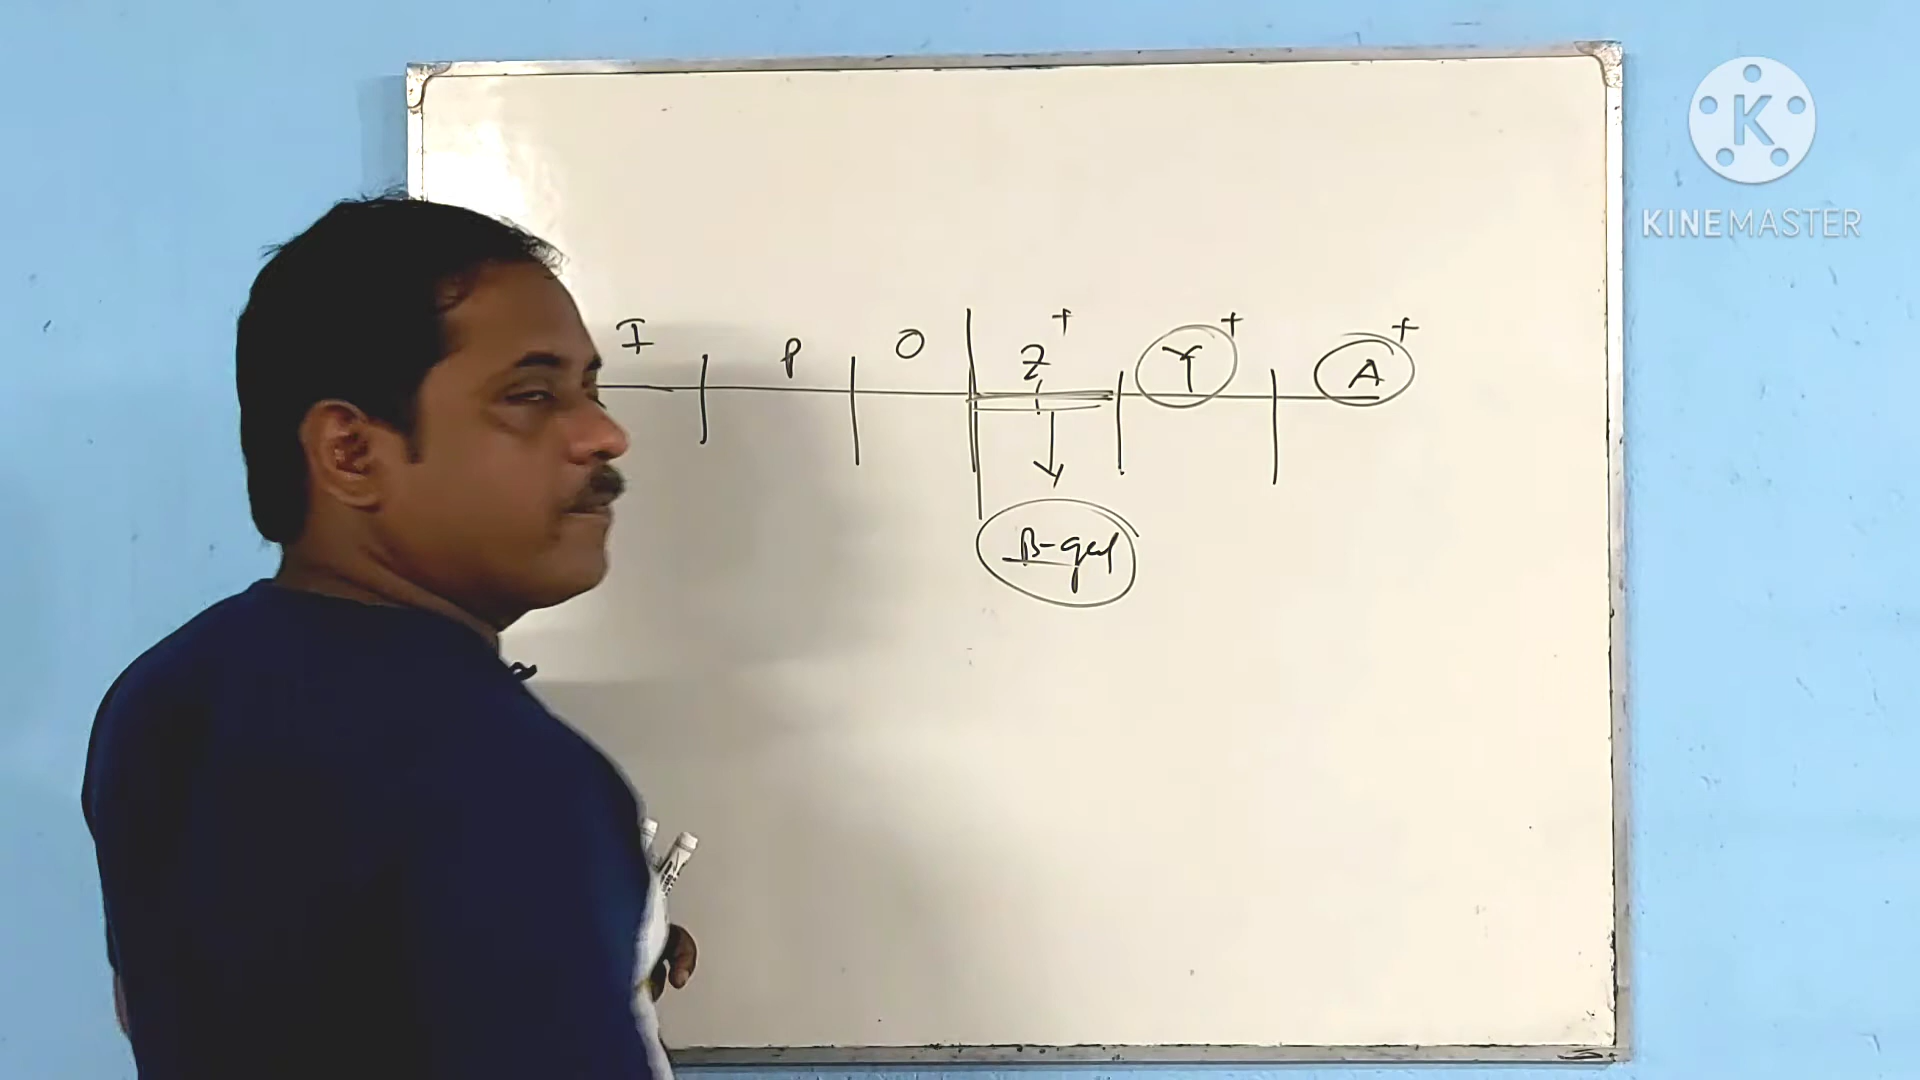 I P O Z+ Y+ A+
β-gal
K
KINEMASTER